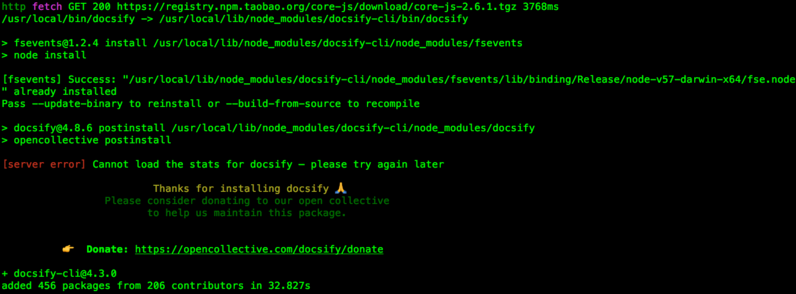 http fetch GET 200 https://registry.npm.taobao.org/core-js/download/core-js-2.6.1.tgz 3768ms
/usr/local/bin/docsify -> /usr/local/lib/node_modules/docsify-cli/bin/docsify
> fsevents@1.2.4 install /usr/local/lib/node_modules/docsify-cli/node_modules/fsevents
> node install
[fsevents] Success: "/usr/local/lib/node_modules/docsify-cli/node_modules/fsevents/lib/binding/Release/node-v57-darwin-x64/fse.node
" already installed
Pass --update-binary to reinstall or --build-from-source to recompile
> docsify@4.8.6 postinstall /usr/local/lib/node_modules/docsify-cli/node_modules/docsify
> opencollective postinstall
[server error] Cannot load the stats for docsify – please try again later
Thanks for installing docsify 🙏
Please consider donating to our open collective
to help us maintain this package.
👉 Donate: https://opencollective.com/docsify/donate
+ docsify-cli@4.3.0
added 456 packages from 206 contributors in 32.827s